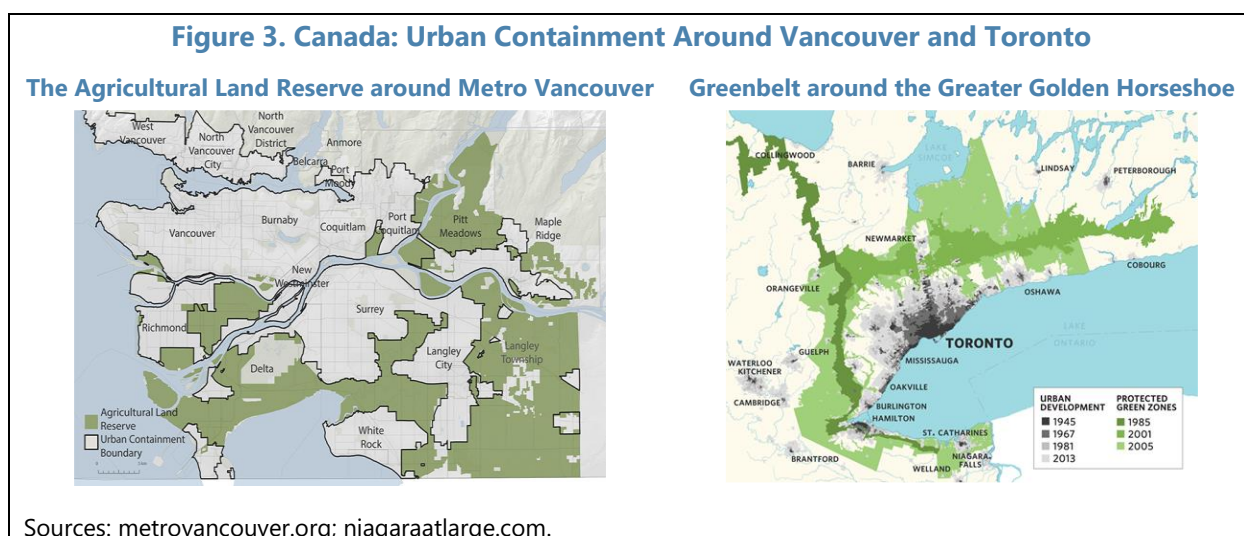 Figure 3. Canada: Urban Containment Around Vancouver and Toronto
The Agricultural Land Reserve around Metro Vancouver
West
Vancouver
North
Vancouver
City
North
Vancouver
District
Belcarra
Anmore
Port
Moody
Vancouver
Burnaby
Coquitlam
Port
Coquitlam
Pitt
Meadows
Maple
Ridge
New
Westminster
Richmond
Surrey
Delta
Langley
City
Langley
Township
White
Rock
Agricultural Land
Reserve
Urban Containment
Boundary
Greenbelt around the Greater Golden Horseshoe
COLLINGWOOD
BARRIE
LAKE
SIMCOE
LINDSAY
PETERBOROUGH
NEWMARKET
COBOURG
ORANGEVILLE
OSHAWA
TORONTO
LAKE
ONTARIO
GUELPH
MISSISSAUGA
WATERLOO
KITCHENER
OAKVILLE
CAMBRIDGE
BURLINGTON
HAMILTON
ST. CATHARINES
BRANTFORD
WELLAND
NIAGARA
FALLS
URBAN
DEVELOPMENT
1945
1967
1981
2013
PROTECTED
GREEN ZONES
1985
2001
2005
Sources: metrovancouver.org; niagaraatlarge.com.